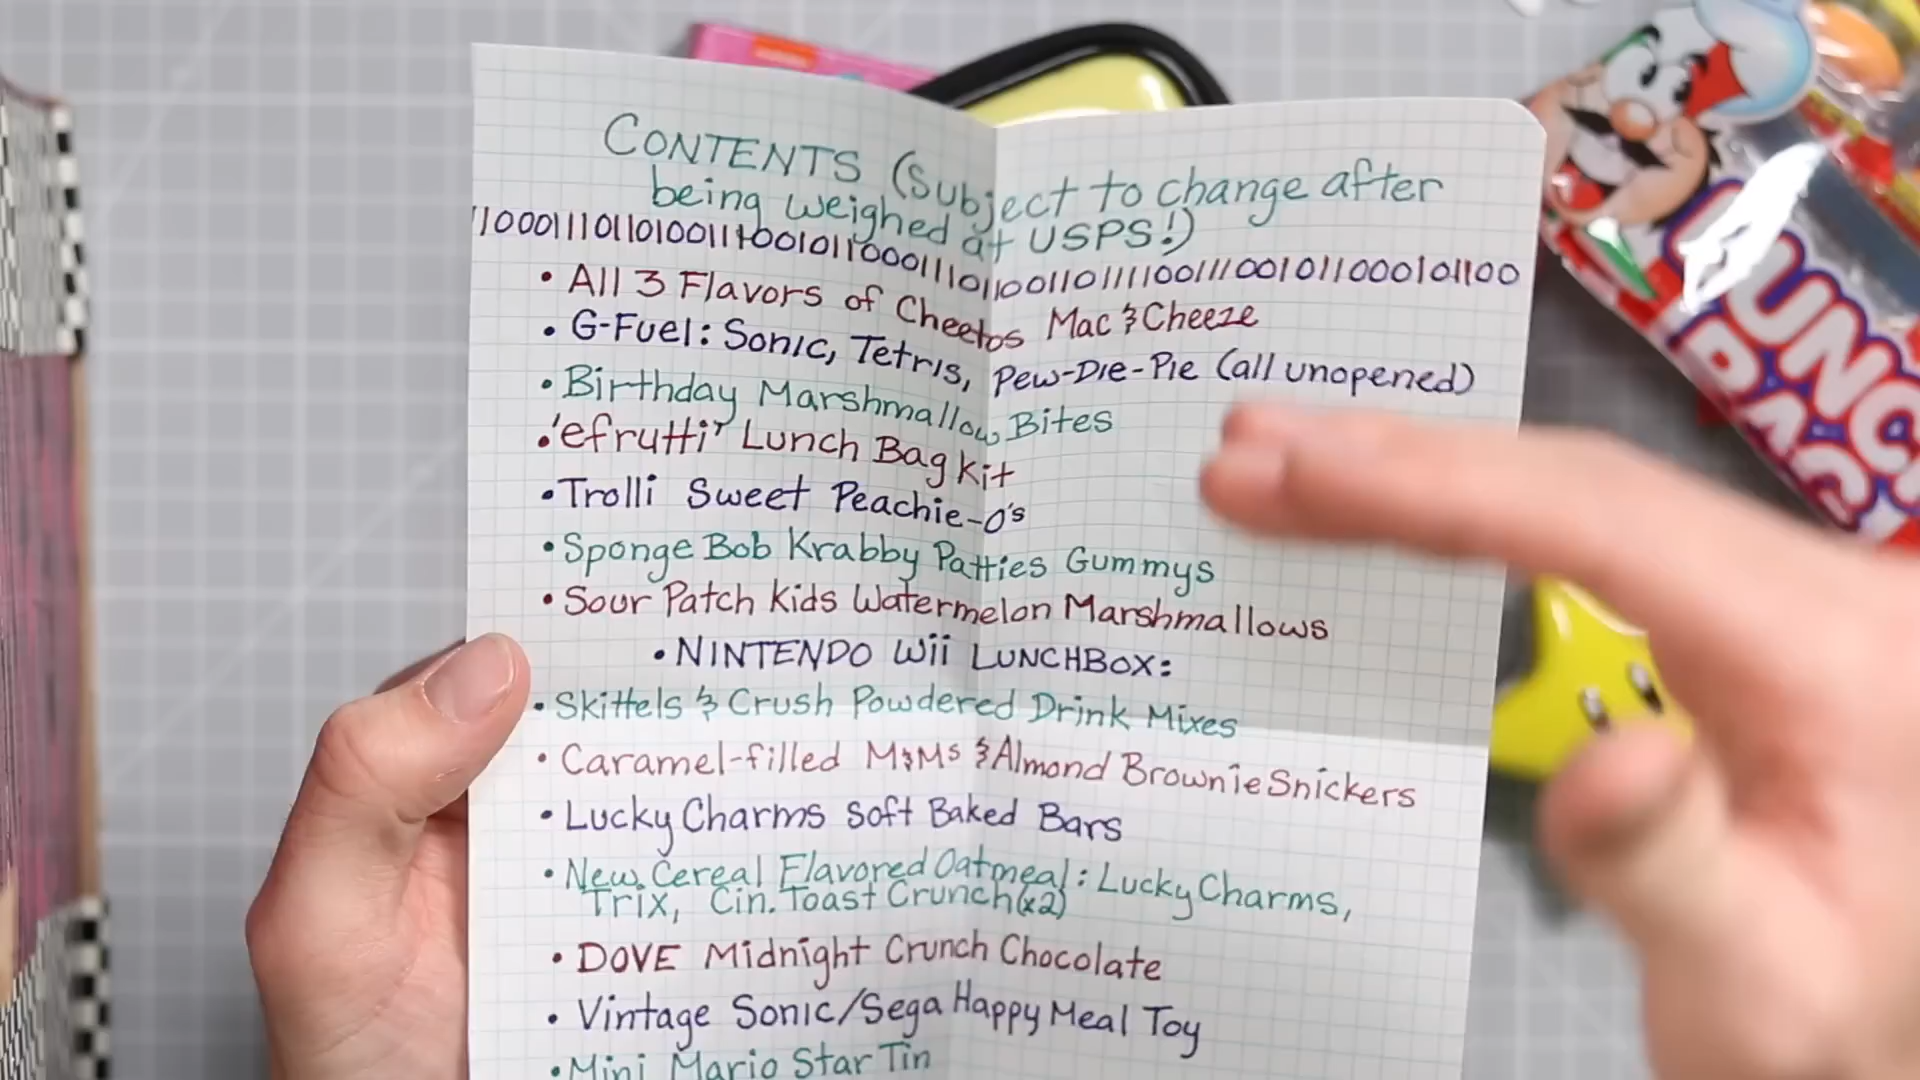 CONTENTS (Subject to change after
being weighed at USPS!)
• All 3 Flavors of Cheetos Mac & Cheeze
• G-Fuel: Sonic, Tetris, Pew-Die-Pie (all unopened)
• Birthday Marshmallow Bites
• 'efrutti' Lunch Bag Kit
• Trolli Sweet Peachie-O's
• Sponge Bob Krabby Patties Gummys
• Sour Patch Kids Watermelon Marshmallows
• NINTENDO Wii LUNCHBOX:
• Skittels & Crush Powdered Drink Mixes
• Caramel-filled M&Ms & Almond Brownie Snickers
• Lucky Charms Soft Baked Bars
• New Cereal Flavored Oatmeal: Lucky Charms,
Trix, Cin. Toast Crunch (x2)
• DOVE Midnight Crunch Chocolate
• Vintage Sonic/Sega Happy Meal Toy
• Mini Mario Star Tin
LUNCH
BAG